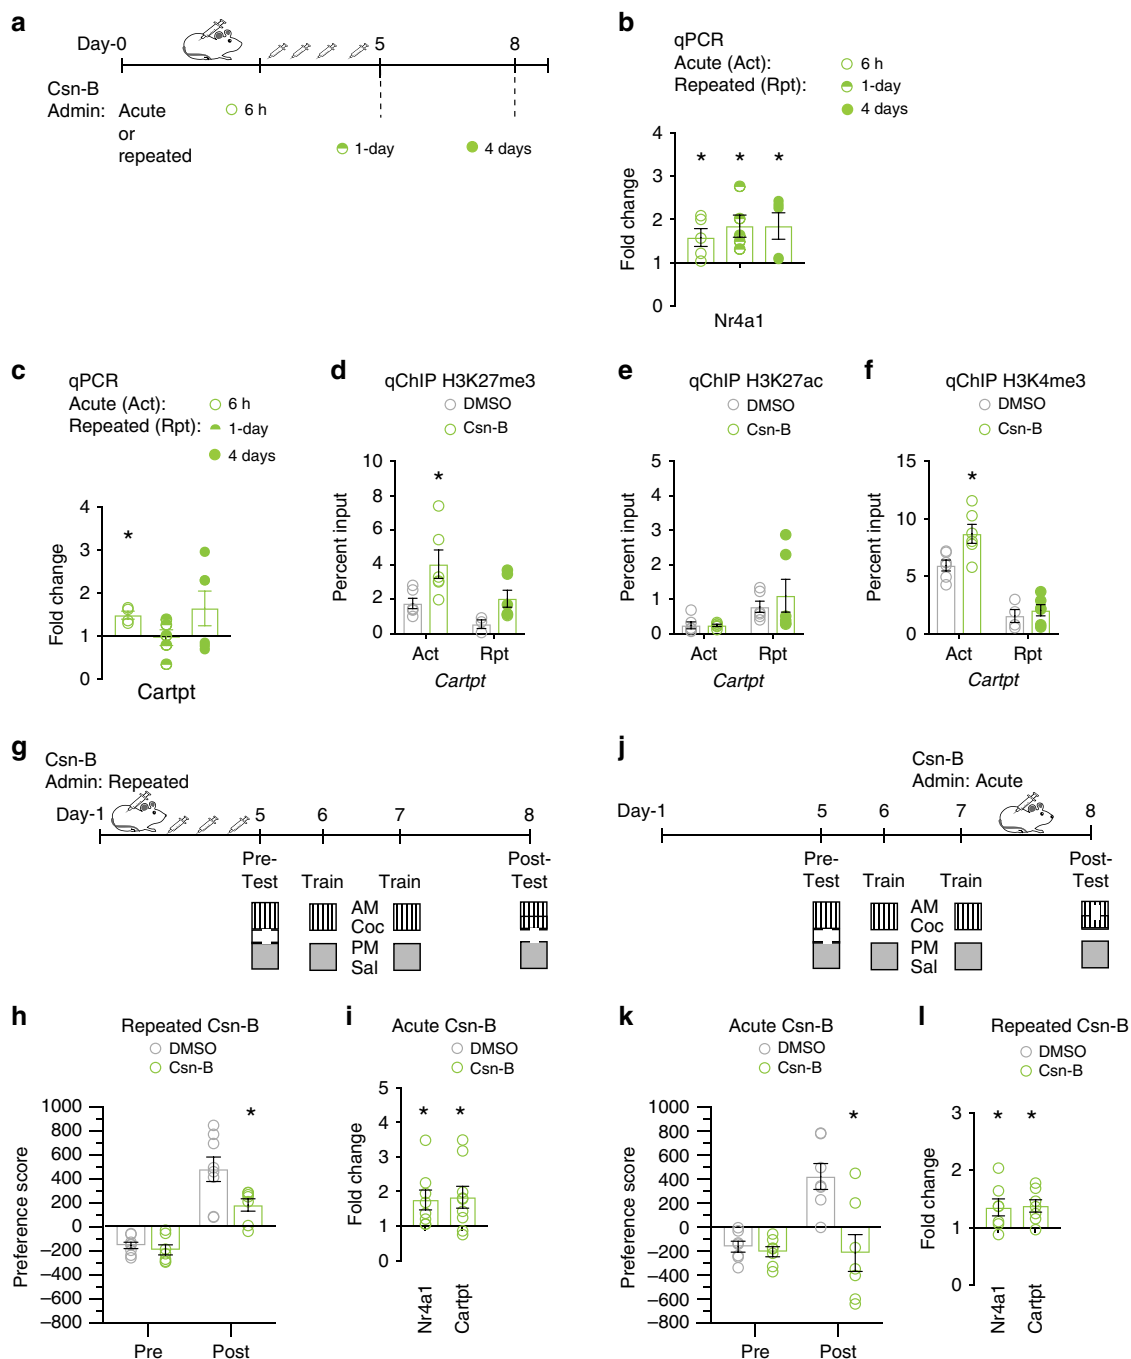 a
Day-0
5
8
Csn-B
Admin:
Acute
or
repeated
6 h
1-day
4 days
b
qPCR
Acute (Act):
6 h
Repeated (Rpt):
1-day
4 days
4
3
2
1
0
Fold change
* * *
Nr4a1
c
qPCR
Acute (Act):
6 h
Repeated (Rpt):
1-day
4 days
4
3
2
1
0
Fold change
*
Cartpt
d
qChIP H3K27me3
DMSO
Csn-B
10
8
6
4
2
0
Percent input
*
Act
Rpt
Cartpt
e
qChIP H3K27ac
DMSO
Csn-B
5
4
3
2
1
0
Percent input
Act
Rpt
Cartpt
f
qChIP H3K4me3
DMSO
Csn-B
15
10
5
0
Percent input
*
Act
Rpt
Cartpt
g
Csn-B
Admin: Repeated
Day-1
5
6
7
8
Pre-
Test
Train
Train
Post-
Test
AM
Coc
PM
Sal
j
Csn-B
Admin: Acute
Day-1
5
6
7
8
Pre-
Test
Train
Train
Post-
Test
AM
Coc
PM
Sal
h
Repeated Csn-B
DMSO
Csn-B
1000
800
600
400
200
0
−200
−400
−600
−800
Preference score
*
Pre
Post
i
Acute Csn-B
DMSO
Csn-B
5
4
3
2
1
0
Fold change
* *
Nr4a1
Cartpt
k
Acute Csn-B
DMSO
Csn-B
1000
800
600
400
200
0
−200
−400
−600
−800
Preference score
*
Pre
Post
l
Repeated Csn-B
DMSO
Csn-B
3
2
1
0
Fold change
* *
Nr4a1
Cartpt